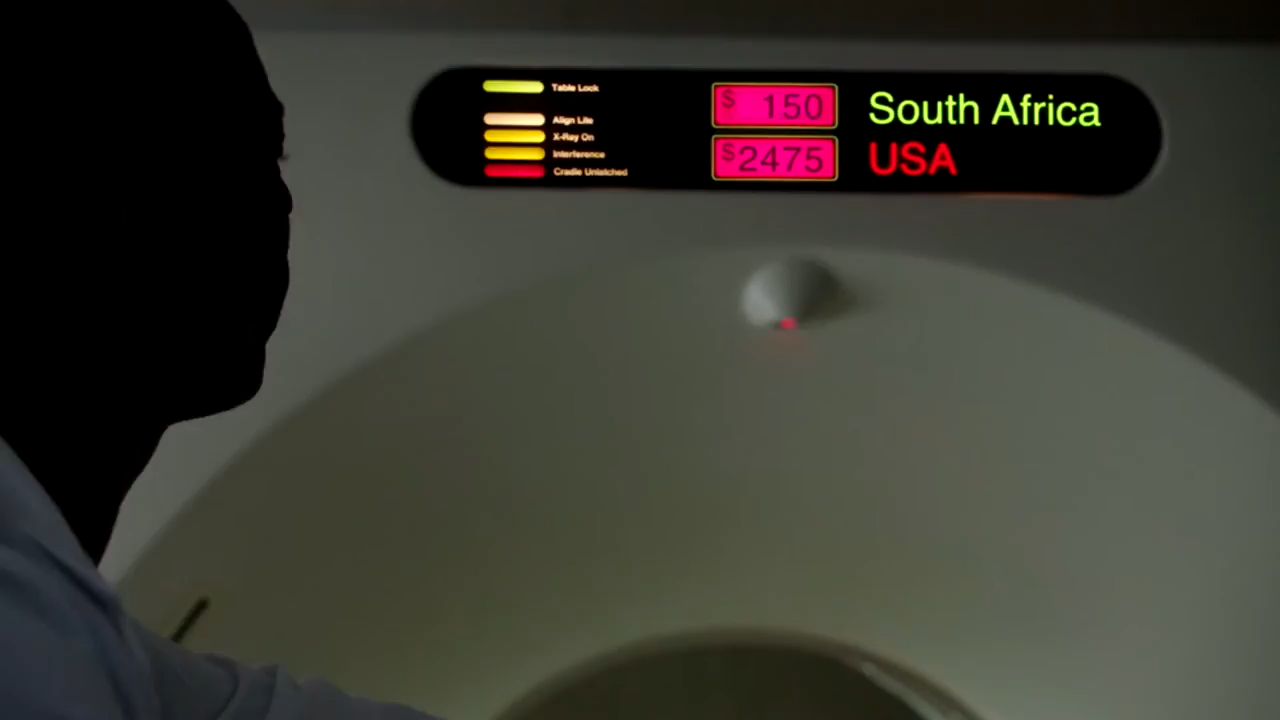 Table Lock
Align Lite
X-Ray On
Interference
Cradle Unlatched
$ 150 South Africa
$2475 USA